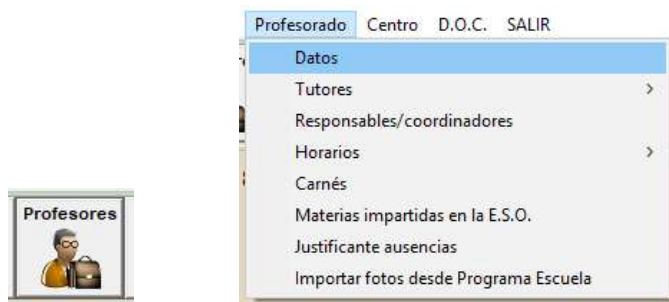 Profesorado Centro D.O.C. SALIR
Datos
Tutores
Responsables/coordinadores
Horarios
Carnés
Materias impartidas en la E.S.O.
Justificante ausencias
Importar fotos desde Programa Escuela
Profesores